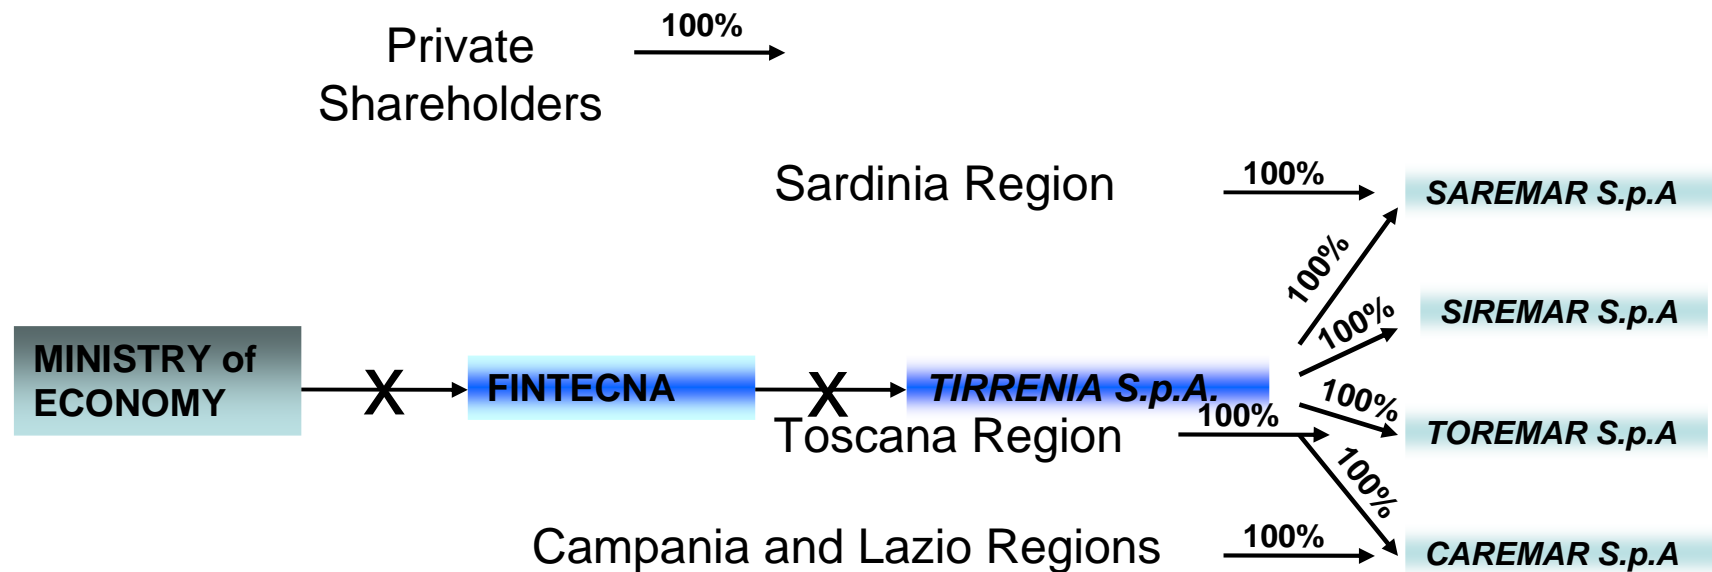 Private
Shareholders
100%
Sardinia Region
100%
SAREMAR S.p.A
100%
SIREMAR S.p.A
100%
MINISTRY of
ECONOMY
X
FINTECNA
X
TIRRENIA S.p.A.
100%
TOREMAR S.p.A
Toscana Region
100%
100%
Campania and Lazio Regions
100%
CAREMAR S.p.A